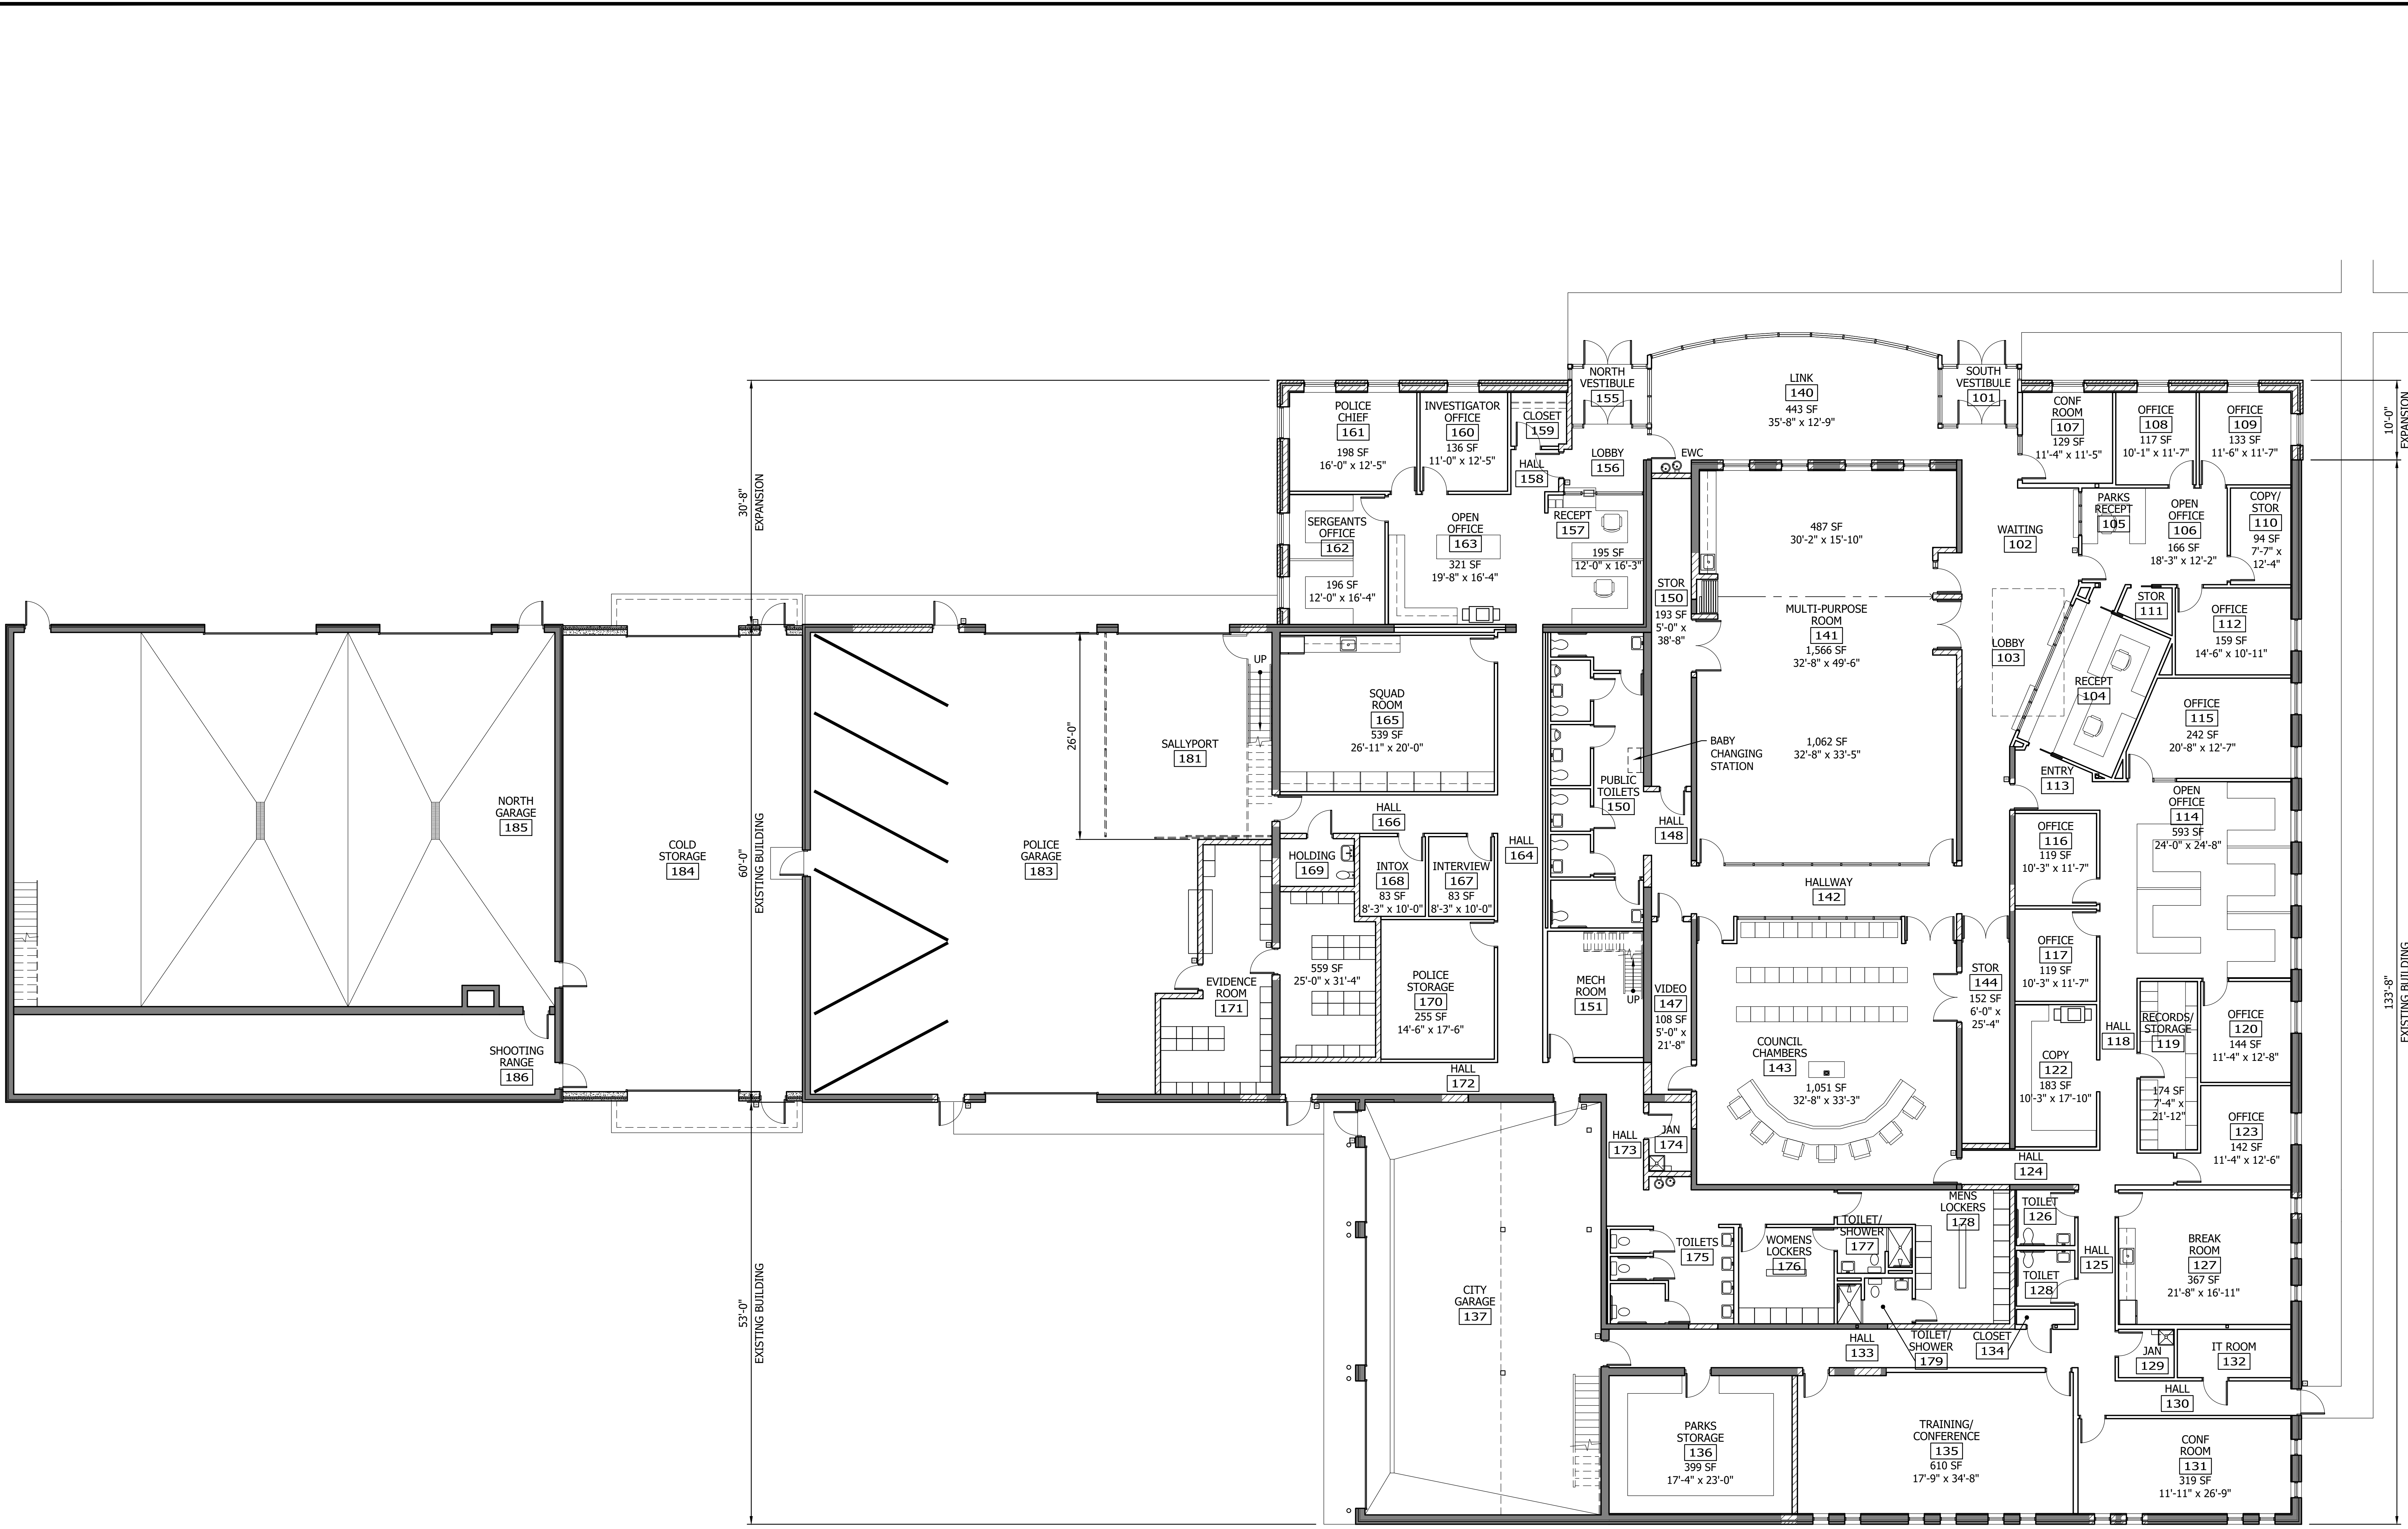 NORTH
VESTIBULE
155
LINK
140
443 SF
35'-8" x 12'-9"
SOUTH
VESTIBULE
101
POLICE
CHIEF
161
198 SF
16'-0" x 12'-5"
INVESTIGATOR
OFFICE
160
136 SF
11'-0" x 12'-5"
CLOSET
159
HALL
158
LOBBY
156
EWC
CONF
ROOM
107
129 SF
11'-4" x 11'-5"
OFFICE
108
117 SF
10'-1" x 11'-7"
OFFICE
109
133 SF
11'-6" x 11'-7"
10'-0"
EXPANSION
30'-8"
EXPANSION
SERGEANTS
OFFICE
162
196 SF
12'-0" x 16'-4"
OPEN
OFFICE
163
321 SF
19'-8" x 16'-4"
RECEPT
157
195 SF
12'-0" x 16'-3"
STOR
150
193 SF
5'-0" x
38'-8"
487 SF
30'-2" x 15'-10"
MULTI-PURPOSE
ROOM
141
1,566 SF
32'-8" x 49'-6"
1,062 SF
32'-8" x 33'-5"
WAITING
102
PARKS
RECEPT
105
OPEN
OFFICE
106
166 SF
18'-3" x 12'-2"
COPY/
STOR
110
94 SF
7'-7" x
12'-4"
STOR
111
OFFICE
112
159 SF
14'-6" x 10'-11"
LOBBY
103
RECEPT
104
OFFICE
115
242 SF
20'-8" x 12'-7"
ENTRY
113
OPEN
OFFICE
114
593 SF
24'-0" x 24'-8"
UP
26'-0"
SALLYPORT
181
SQUAD
ROOM
165
539 SF
26'-11" x 20'-0"
BABY
CHANGING
STATION
PUBLIC
TOILETS
150
HALL
148
NORTH
GARAGE
185
COLD
STORAGE
184
60'-0"
EXISTING BUILDING
POLICE
GARAGE
183
HALL
166
HOLDING
169
INTOX
168
83 SF
8'-3" x 10'-0"
INTERVIEW
167
83 SF
8'-3" x 10'-0"
HALL
164
HALLWAY
142
OFFICE
116
119 SF
10'-3" x 11'-7"
OFFICE
117
119 SF
10'-3" x 11'-7"
133'-8"
EXISTING BUILDING
559 SF
25'-0" x 31'-4"
EVIDENCE
ROOM
171
POLICE
STORAGE
170
255 SF
14'-6" x 17'-6"
MECH
ROOM
151
UP
VIDEO
147
108 SF
5'-0" x
21'-8"
COUNCIL
CHAMBERS
143
1,051 SF
32'-8" x 33'-3"
STOR
144
152 SF
6'-0" x
25'-4"
COPY
122
183 SF
10'-3" x 17'-10"
HALL
118
RECORDS/
STORAGE
119
174 SF
7'-4" x
21'-12"
OFFICE
120
144 SF
11'-4" x 12'-8"
OFFICE
123
142 SF
11'-4" x 12'-6"
SHOOTING
RANGE
186
HALL
172
HALL
173
JAN
174
HALL
124
53'-0"
EXISTING BUILDING
CITY
GARAGE
137
TOILETS
175
WOMENS
LOCKERS
176
TOILET/
SHOWER
177
MENS
LOCKERS
178
TOILET
126
TOILET
128
HALL
125
BREAK
ROOM
127
367 SF
21'-8" x 16'-11"
HALL
133
TOILET/
SHOWER
179
CLOSET
134
JAN
129
IT ROOM
132
HALL
130
PARKS
STORAGE
136
399 SF
17'-4" x 23'-0"
TRAINING/
CONFERENCE
135
610 SF
17'-9" x 34'-8"
CONF
ROOM
131
319 SF
11'-11" x 26'-9"